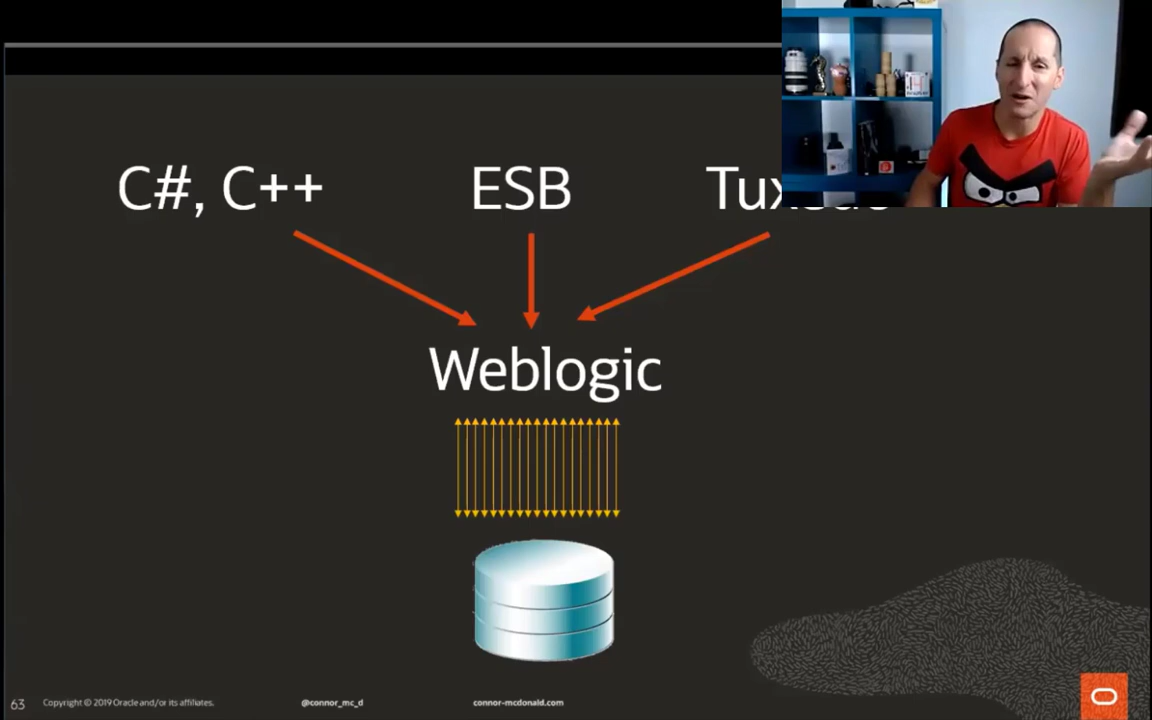 C#, C++
ESB
Weblogic
63
Copyright © 2019 Oracle and/or its affiliates.
@connor_mc_d
connor-mcdonald.com